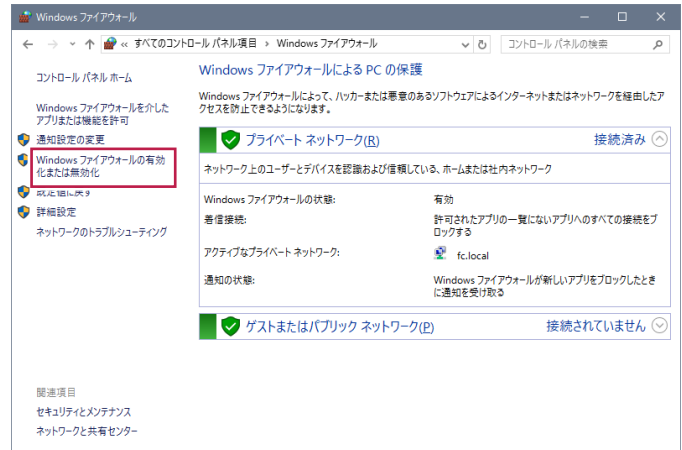 Windows ファイアウォール
« すべてのコントロール パネル項目 › Windows ファイアウォール
コントロール パネルの検索
コントロール パネル ホーム
Windows ファイアウォールを介した
アプリまたは機能を許可
通知設定の変更
Windows ファイアウォールの有効
化または無効化
既定値に戻す
詳細設定
ネットワークのトラブルシューティング
Windows ファイアウォールによる PC の保護
Windows ファイアウォールによって、ハッカーまたは悪意のあるソフトウェアによるインターネットまたはネットワークを経由したア
クセスを防止できるようになります。
プライベート ネットワーク(R) 接続済み
ネットワーク上のユーザーとデバイスを認識および信頼している、ホームまたは社内ネットワーク
Windows ファイアウォールの状態: 有効
着信接続: 許可されたアプリの一覧にないアプリへのすべての接続をブ
ロックする
アクティブなプライベート ネットワーク: fc.local
通知の状態: Windows ファイアウォールが新しいアプリをブロックしたとき
に通知を受け取る
ゲストまたはパブリック ネットワーク(P) 接続されていません
関連項目
セキュリティとメンテナンス
ネットワークと共有センター